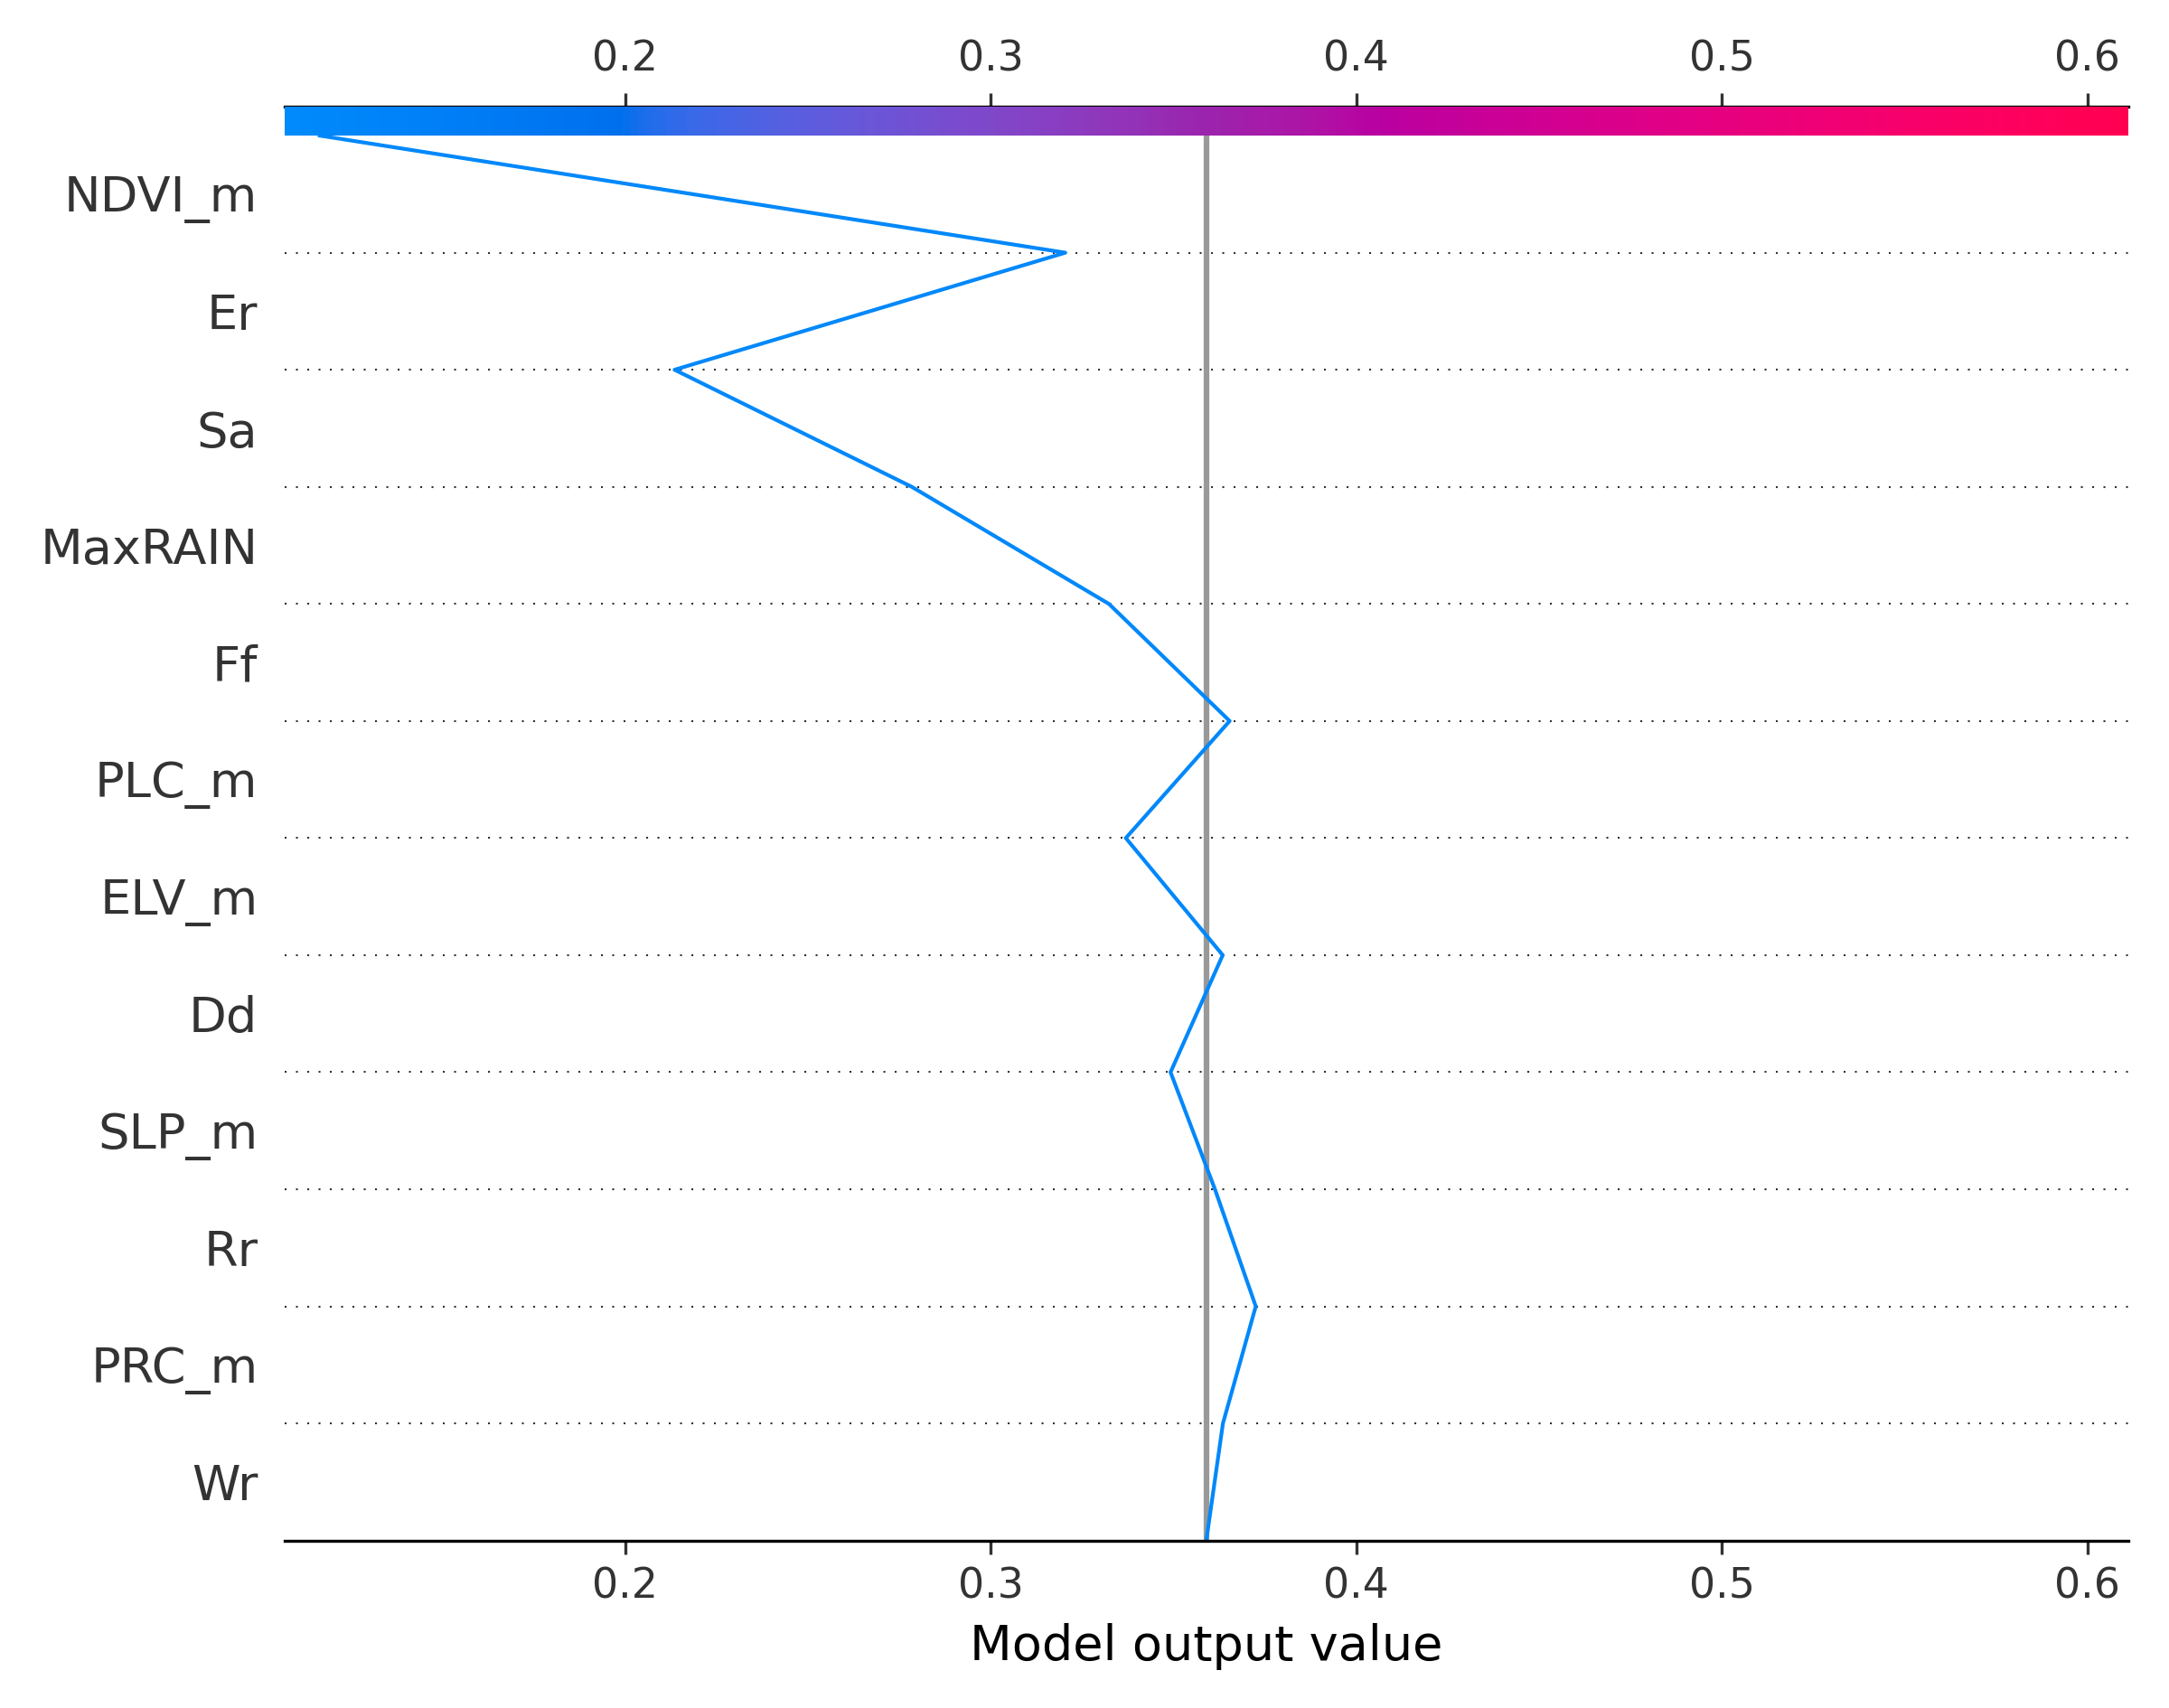 0.2 0.3 0.4 0.5 0.6
NDVI_m
Er
Sa
MaxRAIN
Ff
PLC_m
ELV_m
Dd
SLP_m
Rr
PRC_m
Wr
0.2 0.3 0.4 0.5 0.6
Model output value